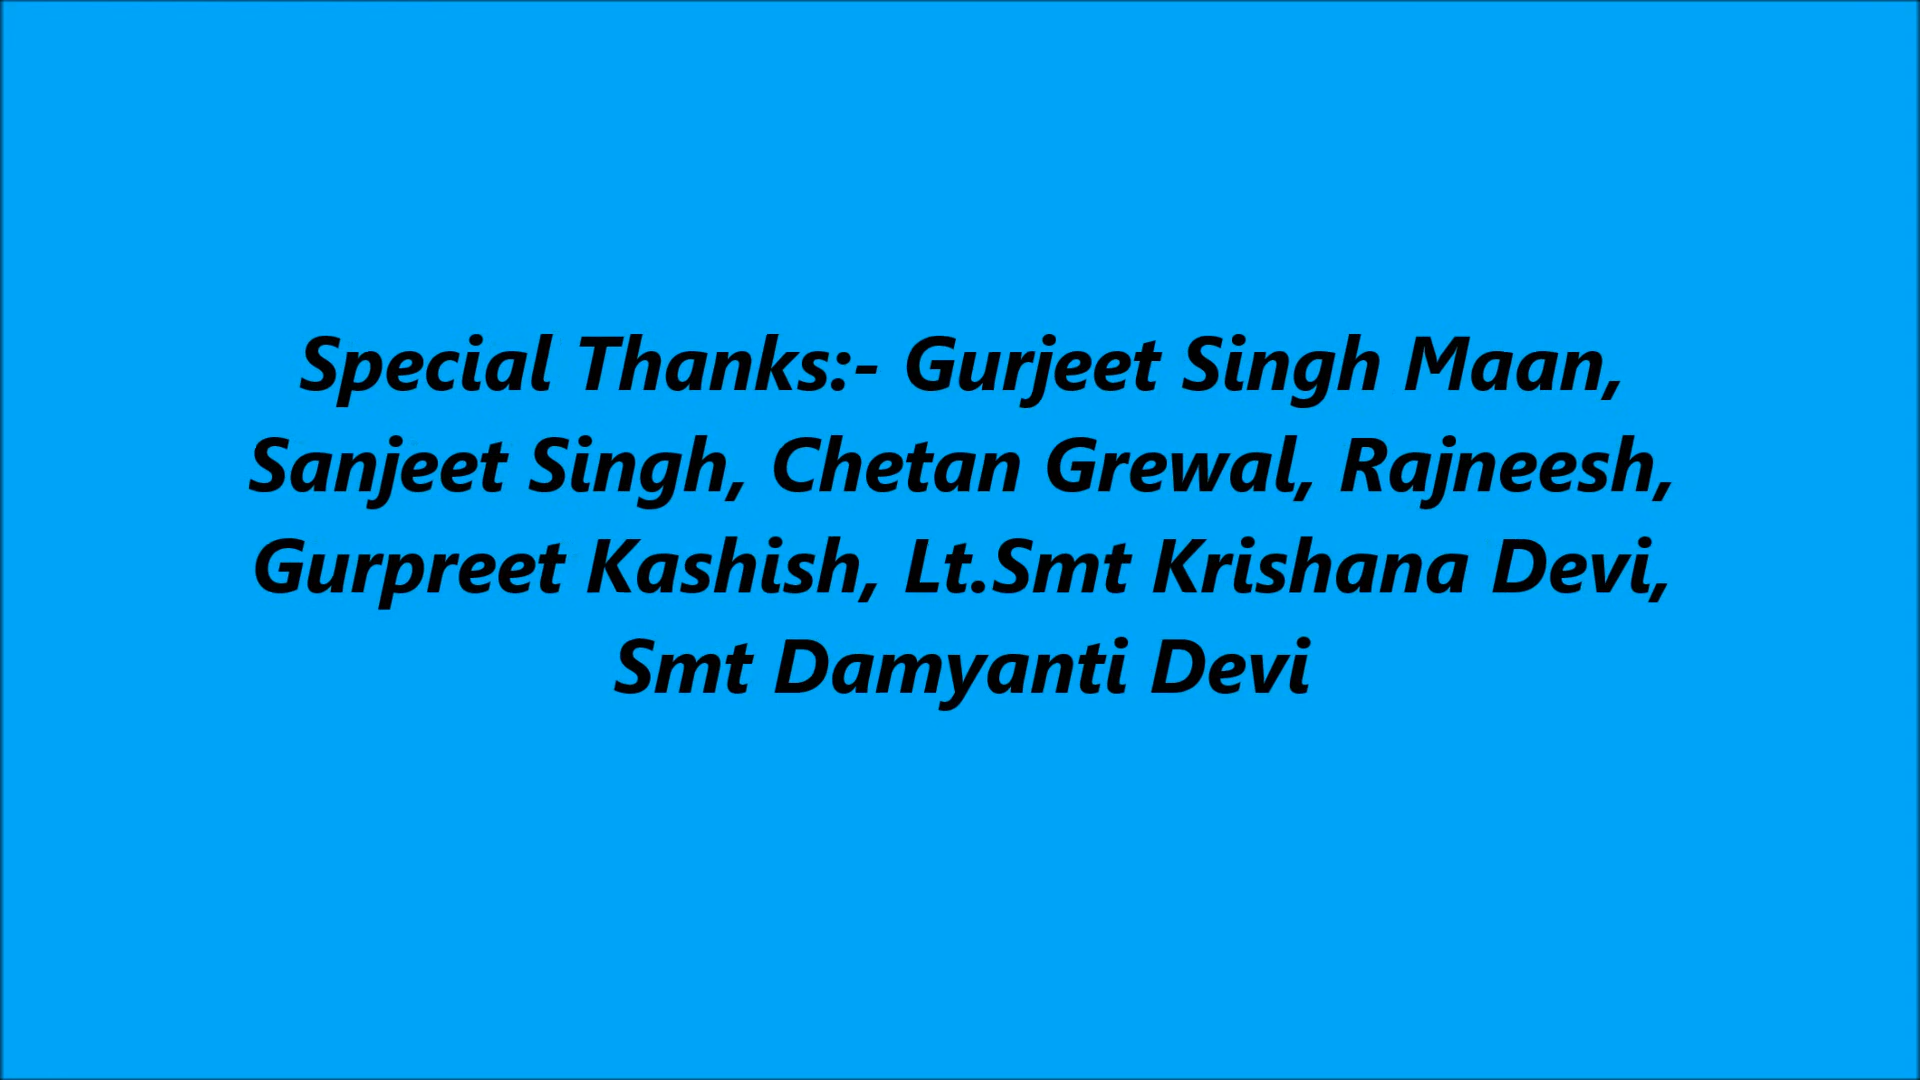 Special Thanks:- Gurjeet Singh Maan,
Sanjeet Singh, Chetan Grewal, Rajneesh,
Gurpreet Kashish, Lt.Smt Krishana Devi,
Smt Damyanti Devi